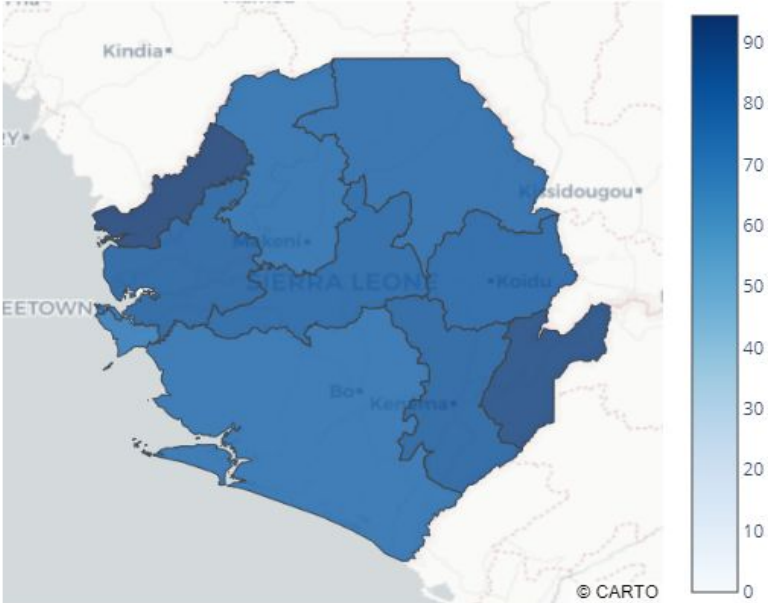 Kindia
Kissidougou
Makeni
SIERRA LEONE
Koidu
EETOWN
Bo
Kenema
© CARTO
90
80
70
60
50
40
30
20
10
0